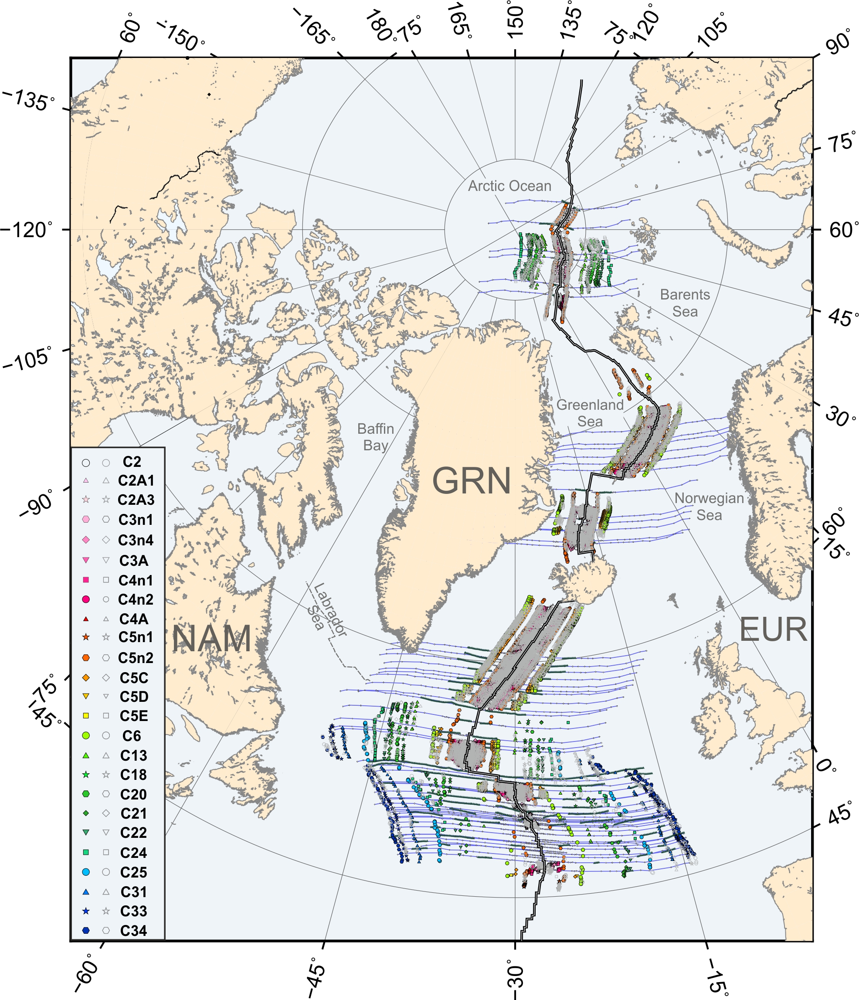 60°
-150°
-165°
180°
75°
165°
150°
135°
75°
120°
105°
90°
-135°
75°
Arctic Ocean
-120°
60°
Barents
Sea
45°
-105°
Greenland
Sea
30°
Baffin
Bay
GRN
C2
C2A1
C2A3
C3n1
C3n4
C3A
C4n1
C4n2
C4A
C5n1
C5n2
C5C
C5D
C5E
C6
C13
C18
C20
C21
C22
C24
C25
C31
C33
C34
-90°
Norwegian
Sea
60°
15°
Labrador
Sea
NAM
EUR
-75°
-45°
0°
45°
-60°
-45°
-30°
-15°